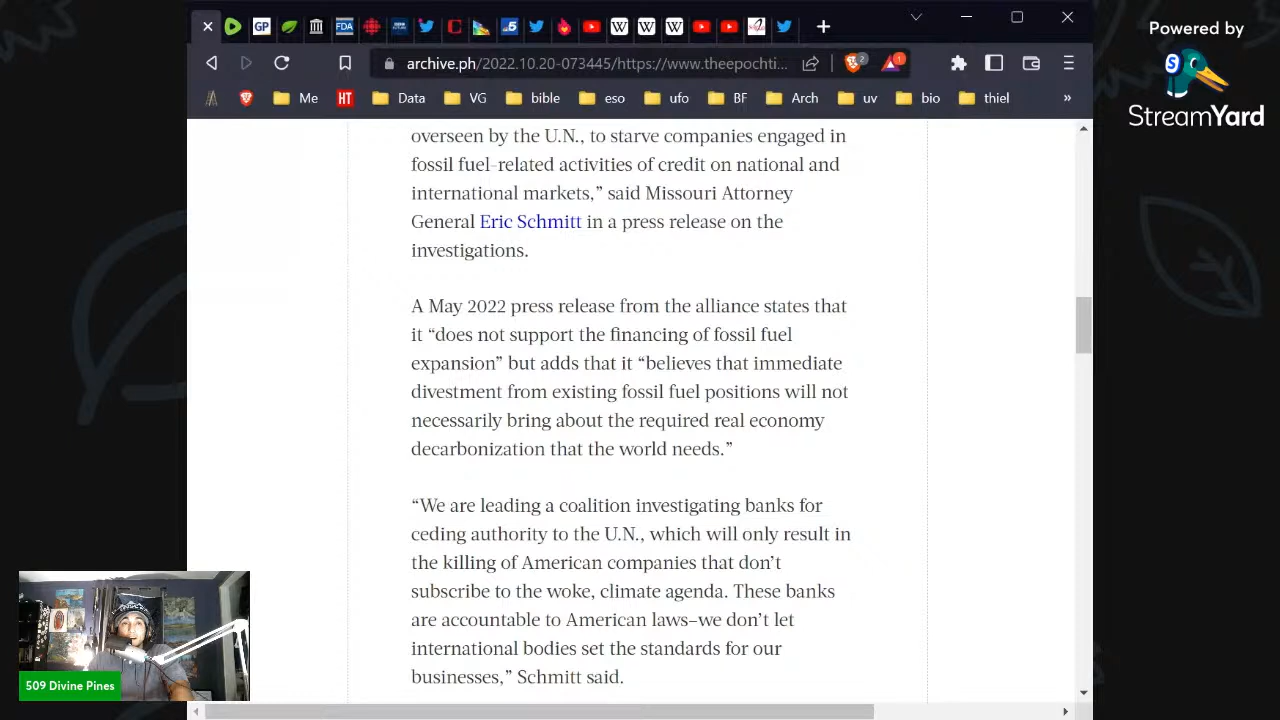 Powered by
StreamYard
GP
FDA
5
W
W
W
archive.ph/2022.10.20-073445/https://www.theepochti...
2
1
Me
HT
Data
VG
bible
eso
ufo
BF
Arch
uv
bio
thiel
»
overseen by the U.N., to starve companies engaged in
fossil fuel-related activities of credit on national and
international markets,” said Missouri Attorney
General Eric Schmitt in a press release on the
investigations.
A May 2022 press release from the alliance states that
it “does not support the financing of fossil fuel
expansion” but adds that it “believes that immediate
divestment from existing fossil fuel positions will not
necessarily bring about the required real economy
decarbonization that the world needs.”
“We are leading a coalition investigating banks for
ceding authority to the U.N., which will only result in
the killing of American companies that don’t
subscribe to the woke, climate agenda. These banks
are accountable to American laws—we don’t let
international bodies set the standards for our
businesses,” Schmitt said.
509 Divine Pines